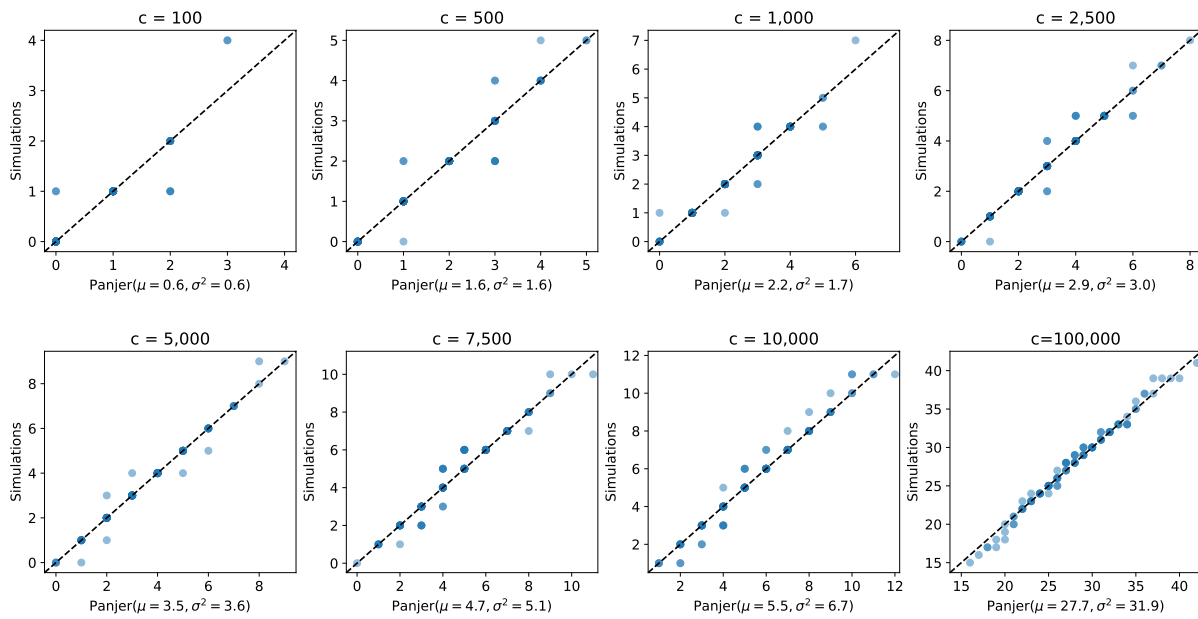 c = 100
4
3
2
1
0
Simulations
0 1 2 3 4
Panjer(μ = 0.6, σ² = 0.6)
c = 500
5
4
3
2
1
0
Simulations
0 1 2 3 4 5
Panjer(μ = 1.6, σ² = 1.6)
c = 1,000
7
6
5
4
3
2
1
0
Simulations
0 2 4 6
Panjer(μ = 2.2, σ² = 1.7)
c = 2,500
8
6
4
2
0
Simulations
0 2 4 6 8
Panjer(μ = 2.9, σ² = 3.0)
c = 5,000
8
6
4
2
0
Simulations
0 2 4 6 8
Panjer(μ = 3.5, σ² = 3.6)
c = 7,500
10
8
6
4
2
0
Simulations
0 2 4 6 8 10
Panjer(μ = 4.7, σ² = 5.1)
c = 10,000
12
10
8
6
4
2
Simulations
2 4 6 8 10 12
Panjer(μ = 5.5, σ² = 6.7)
c=100,000
40
35
30
25
20
15
Simulations
15 20 25 30 35 40
Panjer(μ = 27.7, σ² = 31.9)